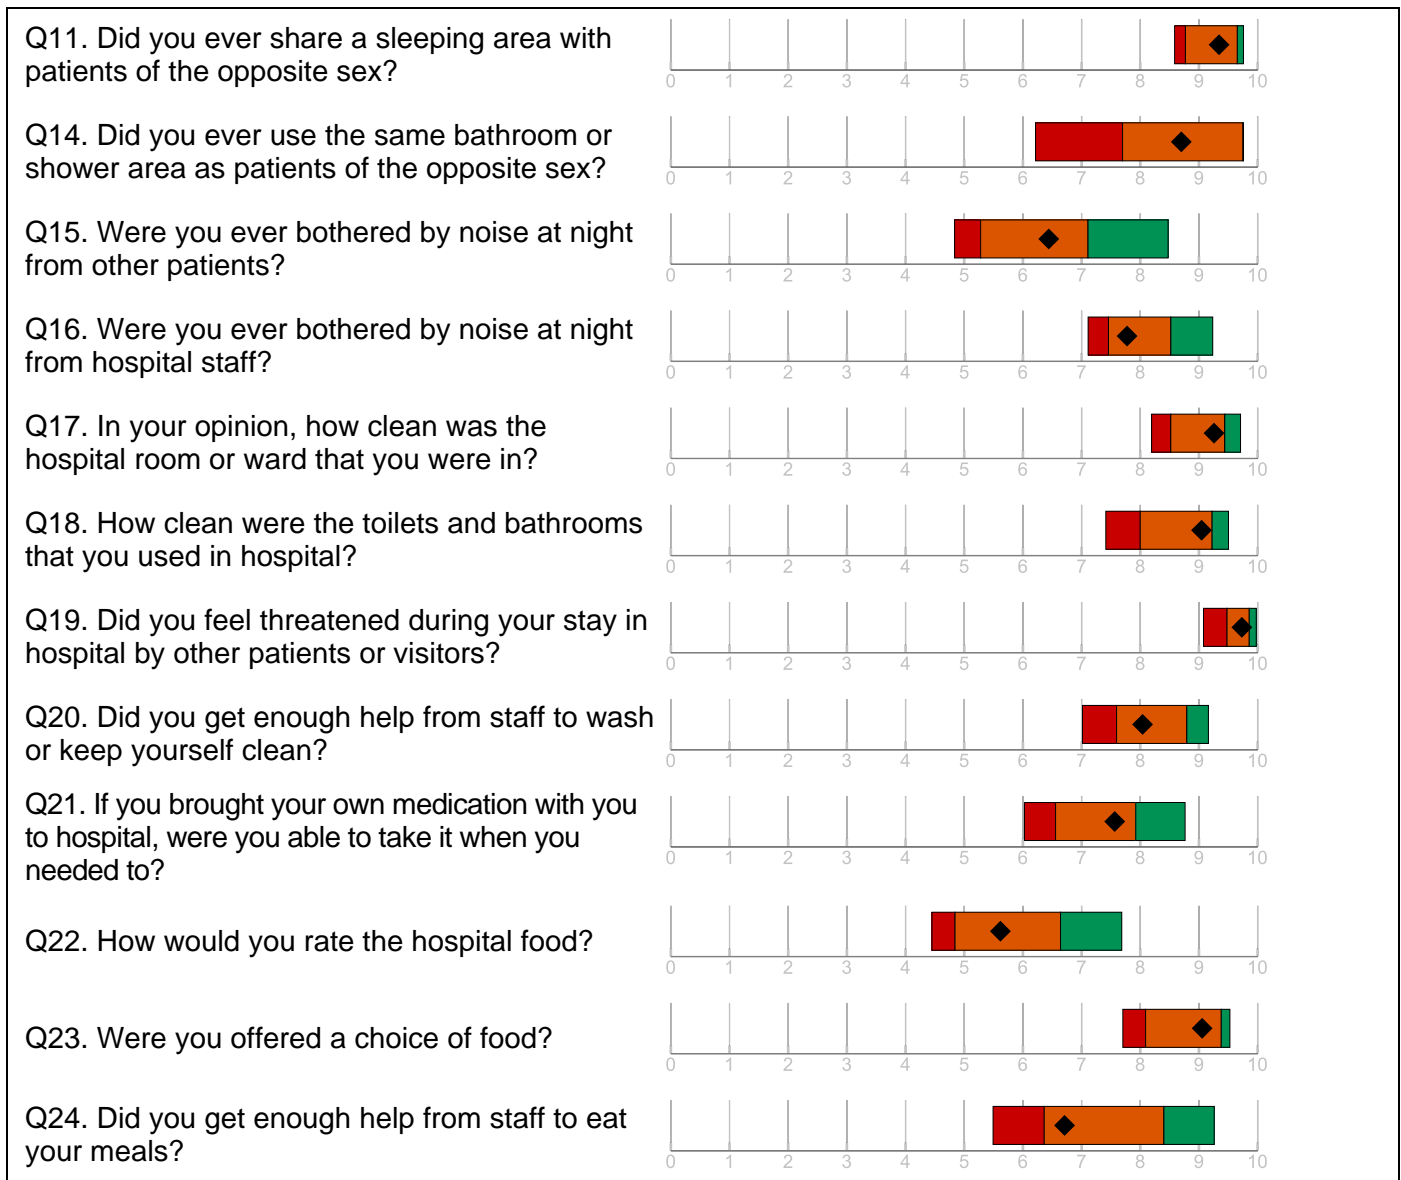 Q11. Did you ever share a sleeping area with
patients of the opposite sex?
0 1 2 3 4 5 6 7 8 9 10
Q14. Did you ever use the same bathroom or
shower area as patients of the opposite sex?
0 1 2 3 4 5 6 7 8 9 10
Q15. Were you ever bothered by noise at night
from other patients?
0 1 2 3 4 5 6 7 8 9 10
Q16. Were you ever bothered by noise at night
from hospital staff?
0 1 2 3 4 5 6 7 8 9 10
Q17. In your opinion, how clean was the
hospital room or ward that you were in?
0 1 2 3 4 5 6 7 8 9 10
Q18. How clean were the toilets and bathrooms
that you used in hospital?
0 1 2 3 4 5 6 7 8 9 10
Q19. Did you feel threatened during your stay in
hospital by other patients or visitors?
0 1 2 3 4 5 6 7 8 9 10
Q20. Did you get enough help from staff to wash
or keep yourself clean?
0 1 2 3 4 5 6 7 8 9 10
Q21. If you brought your own medication with you
to hospital, were you able to take it when you
needed to?
0 1 2 3 4 5 6 7 8 9 10
Q22. How would you rate the hospital food?
0 1 2 3 4 5 6 7 8 9 10
Q23. Were you offered a choice of food?
0 1 2 3 4 5 6 7 8 9 10
Q24. Did you get enough help from staff to eat
your meals?
0 1 2 3 4 5 6 7 8 9 10